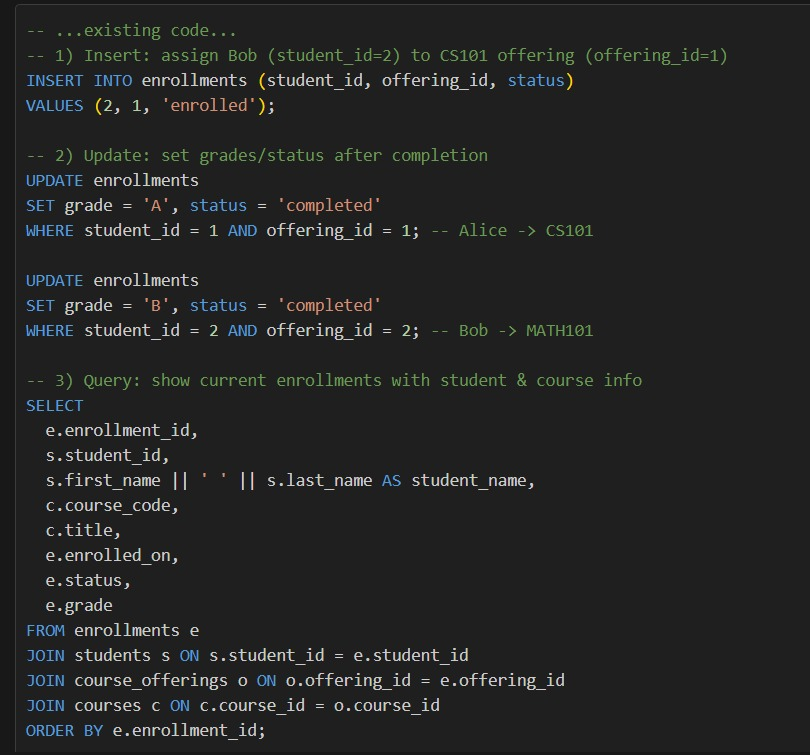 -- ...existing code...
-- 1) Insert: assign Bob (student_id=2) to CS101 offering (offering_id=1)
INSERT INTO enrollments (student_id, offering_id, status)
VALUES (2, 1, 'enrolled');
-- 2) Update: set grades/status after completion
UPDATE enrollments
SET grade = 'A', status = 'completed'
WHERE student_id = 1 AND offering_id = 1; -- Alice -> CS101
UPDATE enrollments
SET grade = 'B', status = 'completed'
WHERE student_id = 2 AND offering_id = 2; -- Bob -> MATH101
-- 3) Query: show current enrollments with student & course info
SELECT
  e.enrollment_id,
  s.student_id,
  s.first_name || ' ' || s.last_name AS student_name,
  c.course_code,
  c.title,
  e.enrolled_on,
  e.status,
  e.grade
FROM enrollments e
JOIN students s ON s.student_id = e.student_id
JOIN course_offerings o ON o.offering_id = e.offering_id
JOIN courses c ON c.course_id = o.course_id
ORDER BY e.enrollment_id;